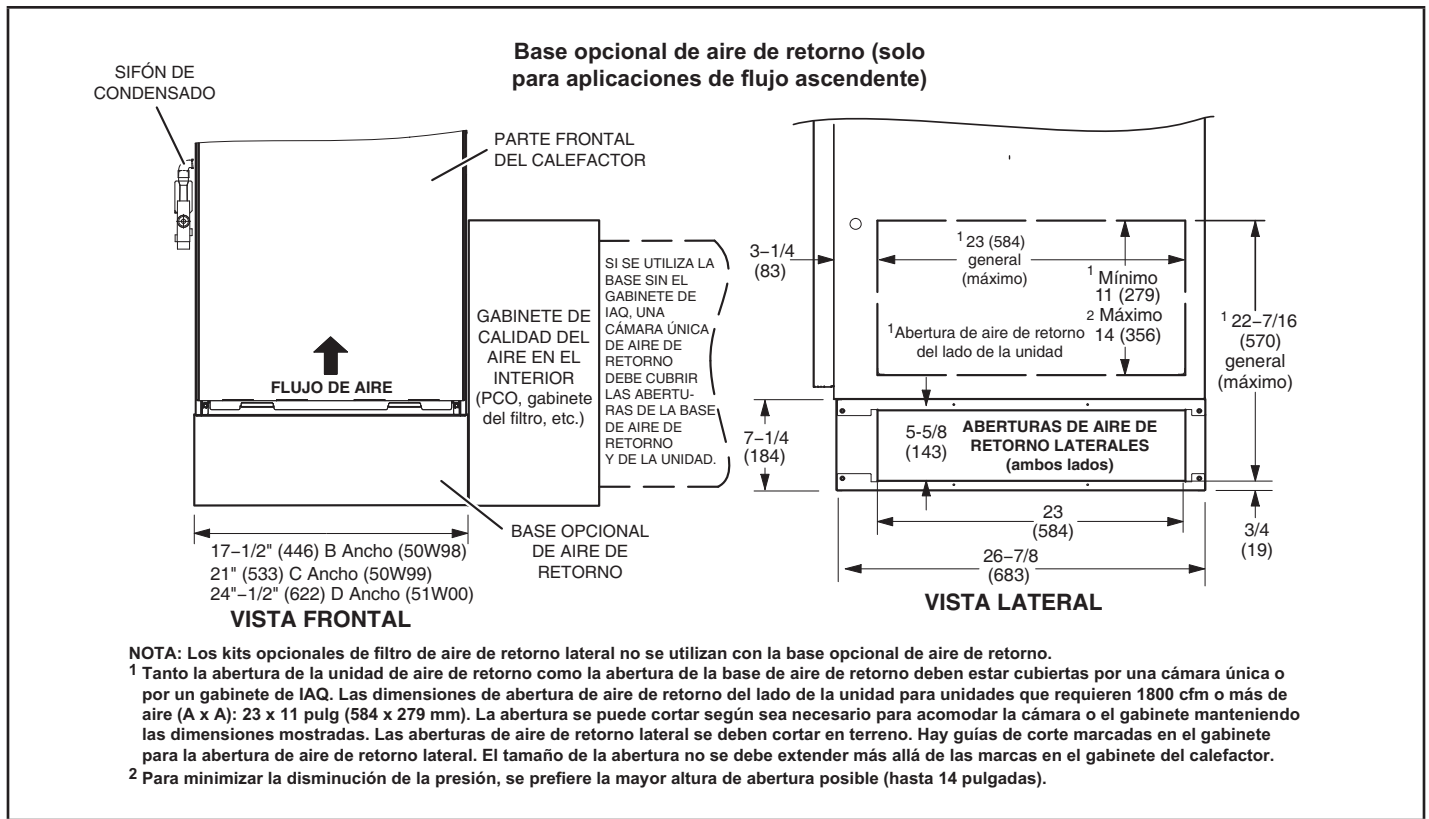 Base opcional de aire de retorno (solo
para aplicaciones de flujo ascendente)
SIFÓN DE
CONDENSADO
PARTE FRONTAL
DEL CALEFACTOR
GABINETE DE
CALIDAD DEL
AIRE EN EL
INTERIOR
(PCO, gabinete
del filtro, etc.)
SI SE UTILIZA LA
BASE SIN EL
GABINETE DE
IAQ, UNA
CÁMARA ÚNICA
DE AIRE DE
RETORNO
DEBE CUBRIR
LAS ABERTU-
RAS DE LA BASE
DE AIRE DE
RETORNO
Y DE LA UNIDAD.
FLUJO DE AIRE
BASE OPCIONAL
DE AIRE DE
RETORNO
17–1/2" (446) B Ancho (50W98)
21" (533) C Ancho (50W99)
24"–1/2" (622) D Ancho (51W00)
VISTA FRONTAL
3–1/4
(83)
1 23 (584)
general
(máximo)
1 Mínimo
11 (279)
2 Máximo
14 (356)
1 Abertura de aire de retorno
del lado de la unidad
1 22–7/16
(570)
general
(máximo)
7–1/4
(184)
5-5/8
(143)
ABERTURAS DE AIRE DE
RETORNO LATERALES
(ambos lados)
23
(584)
3/4
(19)
26–7/8
(683)
VISTA LATERAL
NOTA: Los kits opcionales de filtro de aire de retorno lateral no se utilizan con la base opcional de aire de retorno.
1 Tanto la abertura de la unidad de aire de retorno como la abertura de la base de aire de retorno deben estar cubiertas por una cámara única o
por un gabinete de IAQ. Las dimensiones de abertura de aire de retorno del lado de la unidad para unidades que requieren 1800 cfm o más de
aire (A x A): 23 x 11 pulg (584 x 279 mm). La abertura se puede cortar según sea necesario para acomodar la cámara o el gabinete manteniendo
las dimensiones mostradas. Las aberturas de aire de retorno lateral se deben cortar en terreno. Hay guías de corte marcadas en el gabinete
para la abertura de aire de retorno lateral. El tamaño de la abertura no se debe extender más allá de las marcas en el gabinete del calefactor.
2 Para minimizar la disminución de la presión, se prefiere la mayor altura de abertura posible (hasta 14 pulgadas).